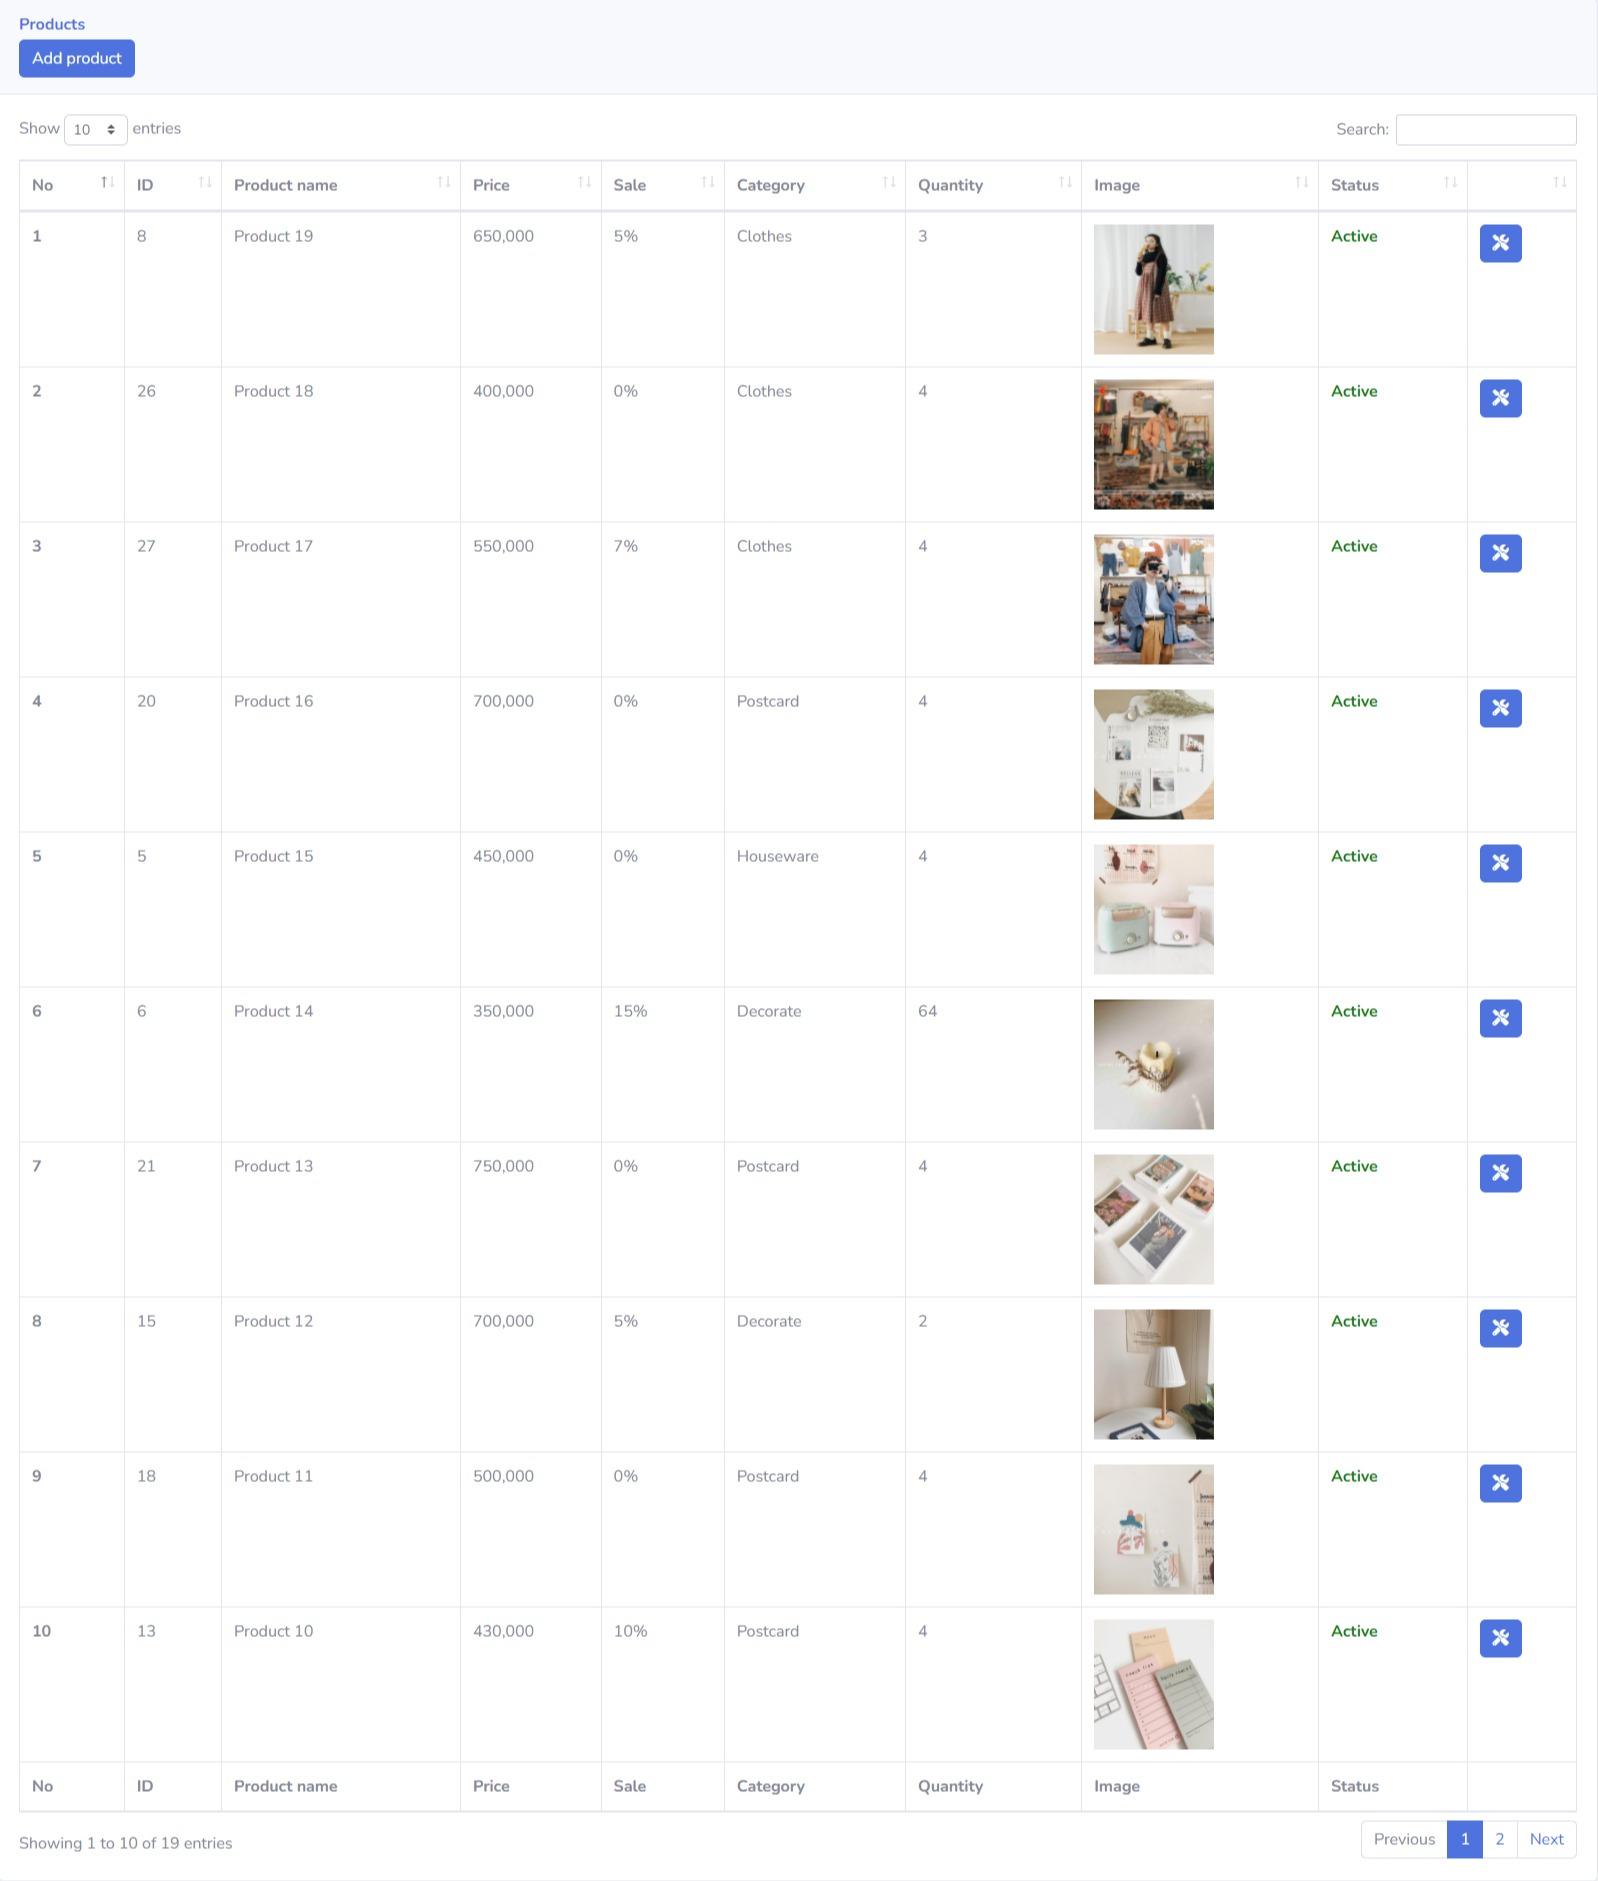 Products
Add product
Show 10 entries
Search:
No ID Product name Price Sale Category Quantity Image Status
1 8 Product 19 650,000 5% Clothes 3 Active
2 26 Product 18 400,000 0% Clothes 4 Active
3 27 Product 17 550,000 7% Clothes 4 Active
4 20 Product 16 700,000 0% Postcard 4 Active
5 5 Product 15 450,000 0% Houseware 4 Active
6 6 Product 14 350,000 15% Decorate 64 Active
7 21 Product 13 750,000 0% Postcard 4 Active
8 15 Product 12 700,000 5% Decorate 2 Active
9 18 Product 11 500,000 0% Postcard 4 Active
10 13 Product 10 430,000 10% Postcard 4 Active
No ID Product name Price Sale Category Quantity Image Status
Showing 1 to 10 of 19 entries
Previous 1 2 Next